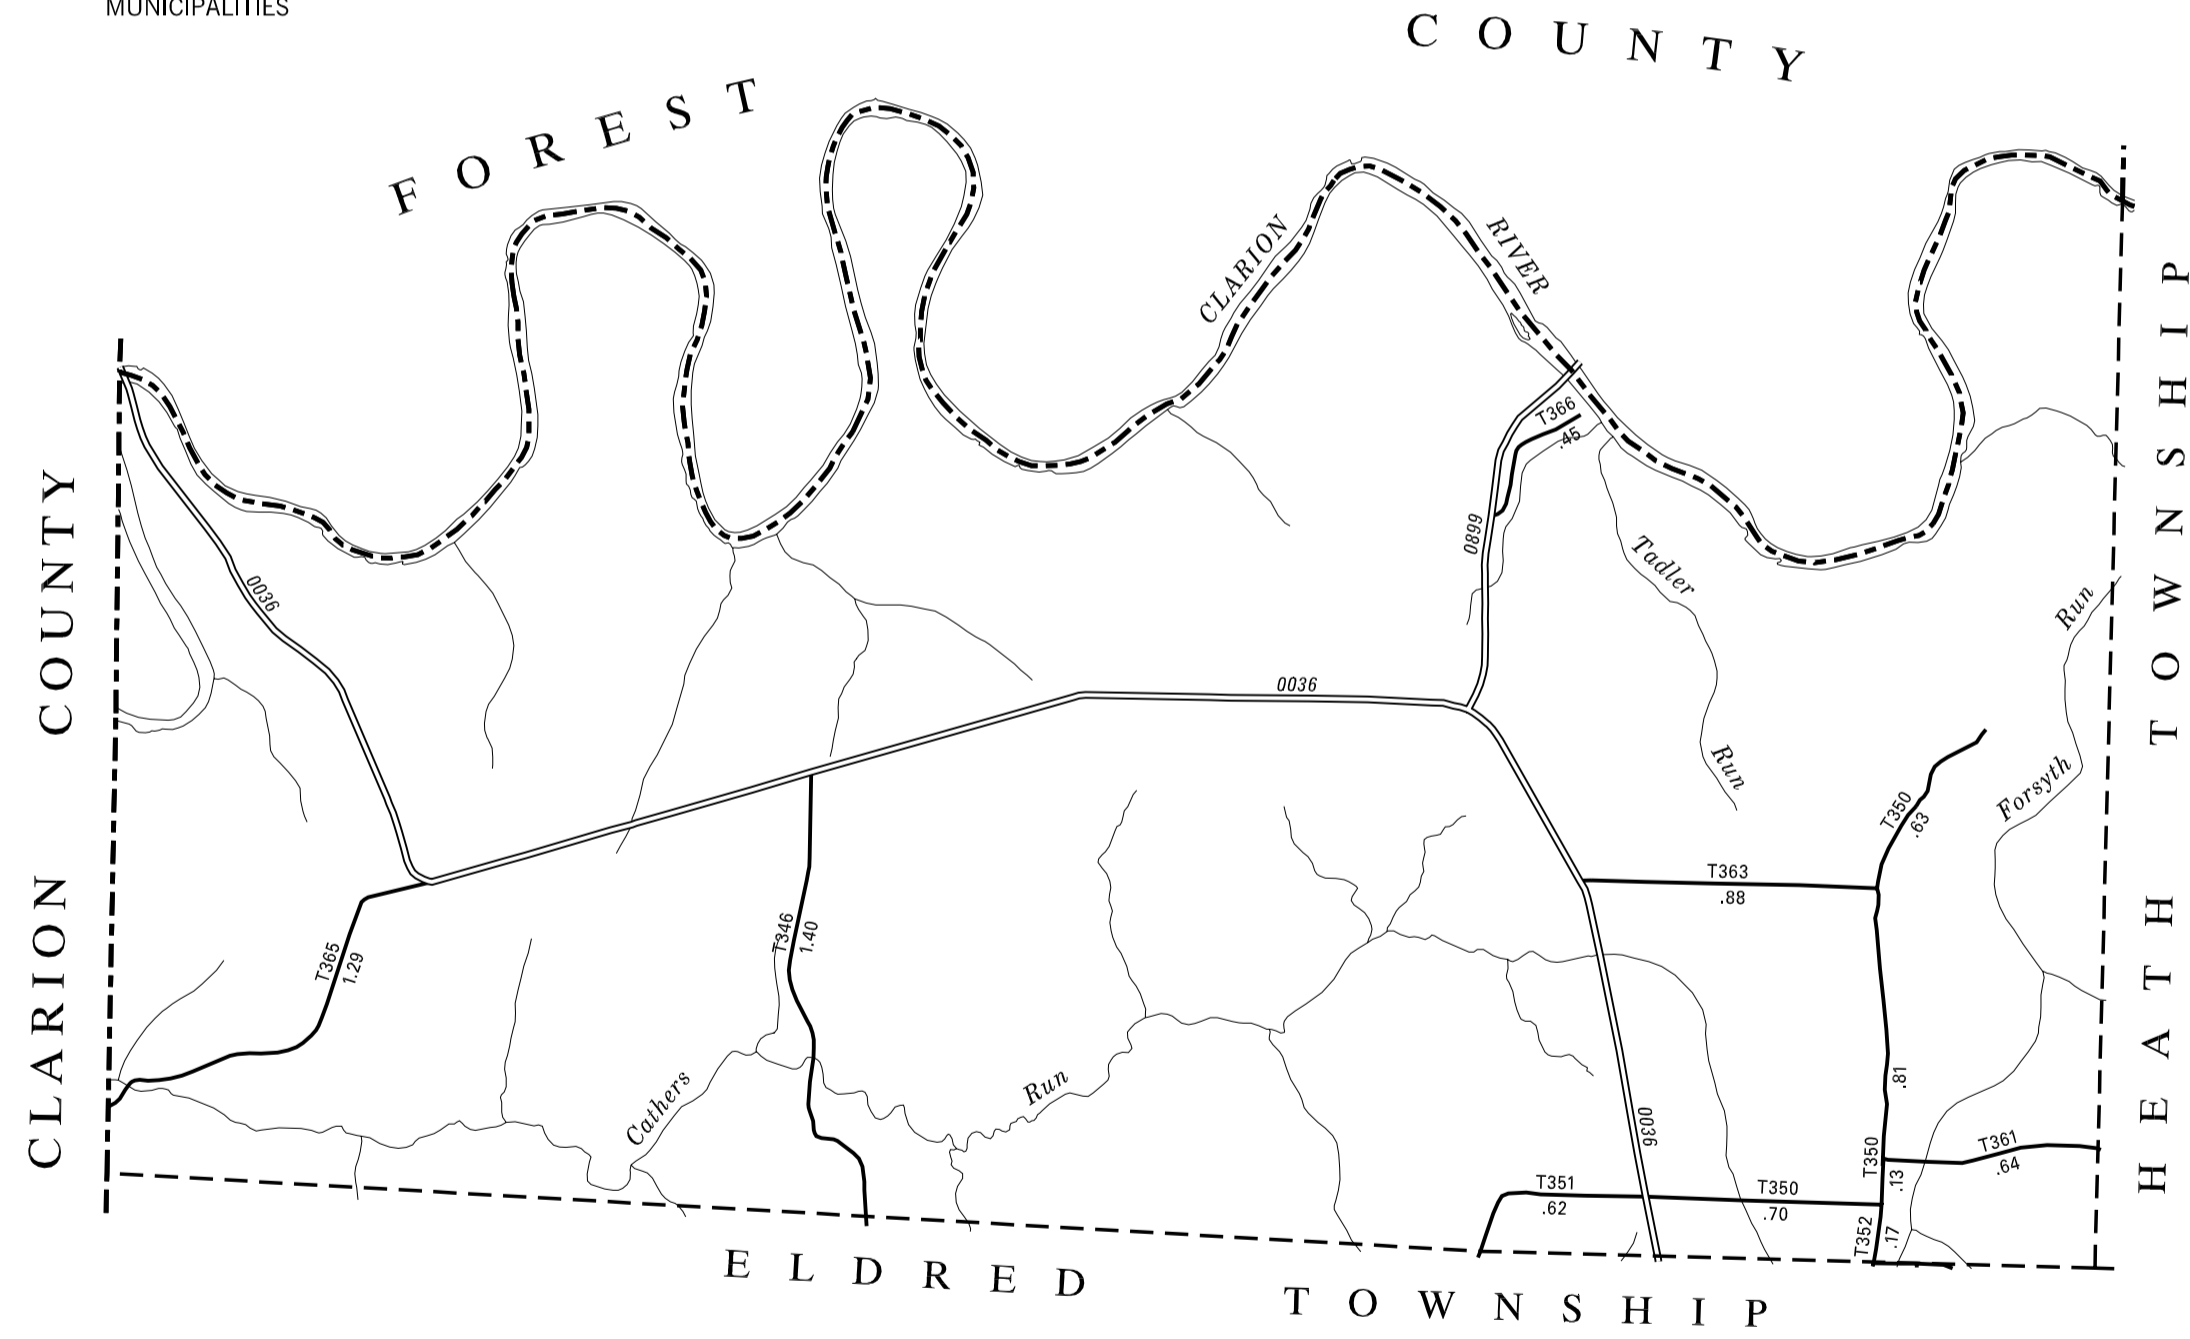 MUNICIPALITIES
FOREST COUNTY
CLARION RIVER
T366
.45
0899
0036
Tadler Run
CLARION COUNTY
0036
HEATH TOWNSHIP
Forsyth Run
T350
.63
T363
.88
T365
1.29
T346
1.40
Cathers Run
0036
.81
T350
.13
T361
.64
T351
.62
T350
.70
T352
.17
ELDRED TOWNSHIP